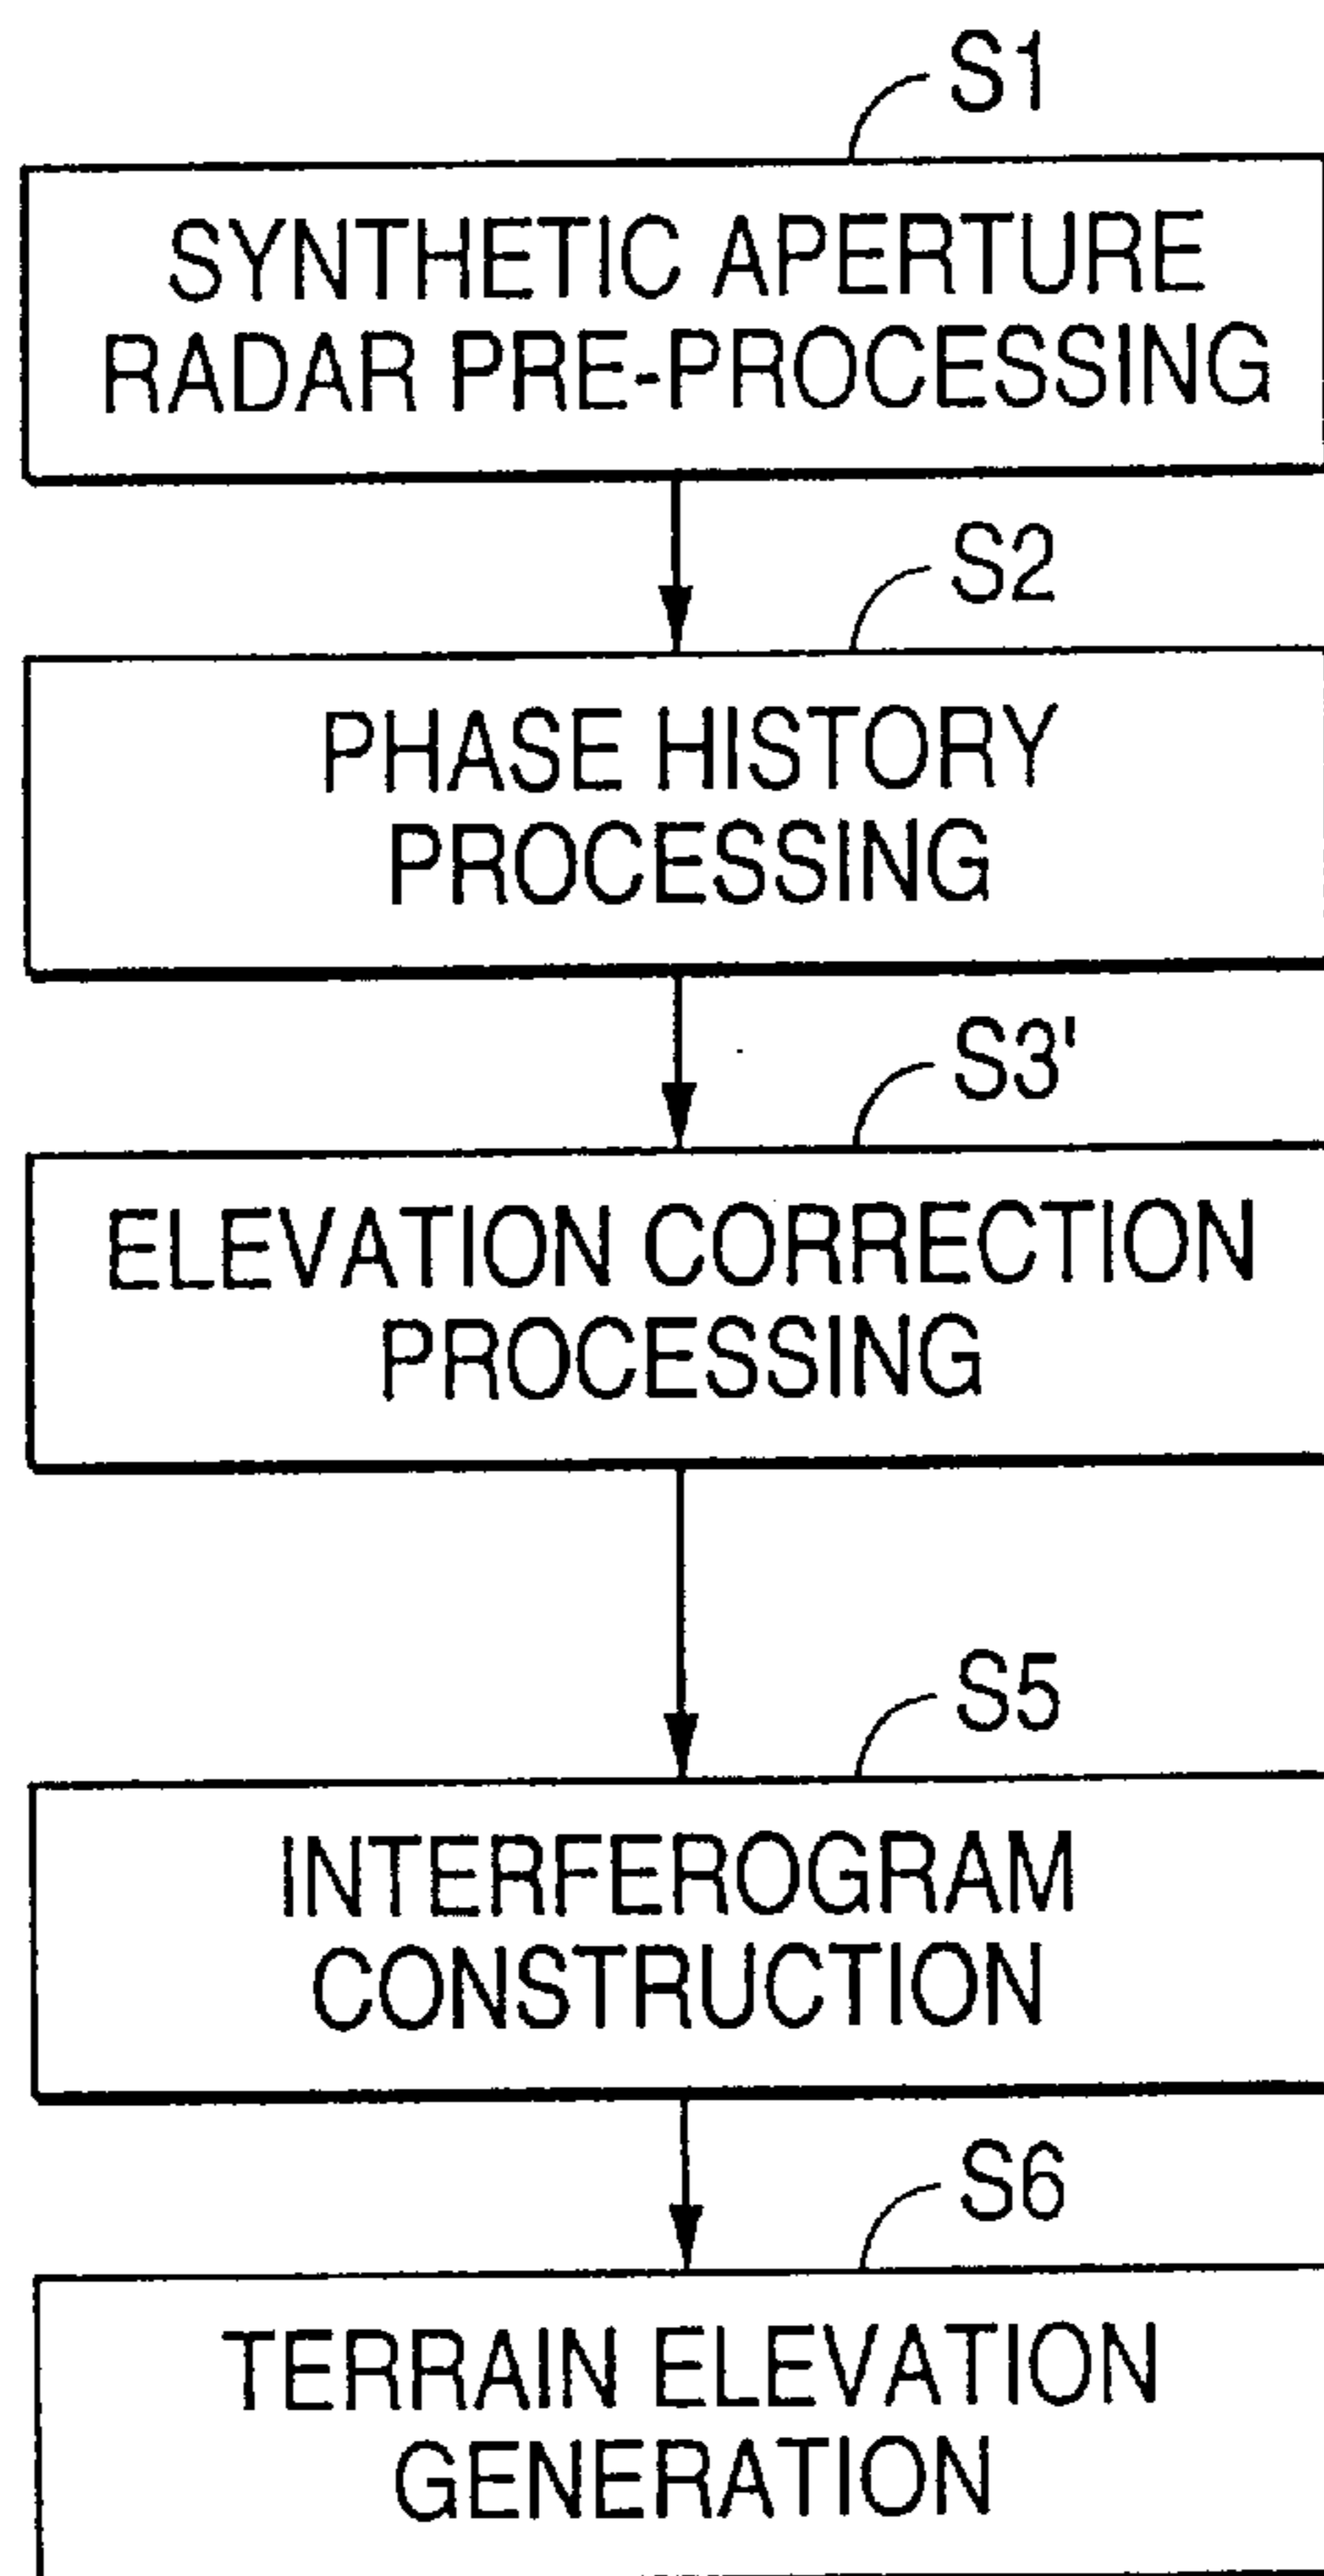 S1
SYNTHETIC APERTURE
RADAR PRE-PROCESSING
S2
PHASE HISTORY
PROCESSING
S3'
ELEVATION CORRECTION
PROCESSING
S5
INTERFEROGRAM
CONSTRUCTION
S6
TERRAIN ELEVATION
GENERATION